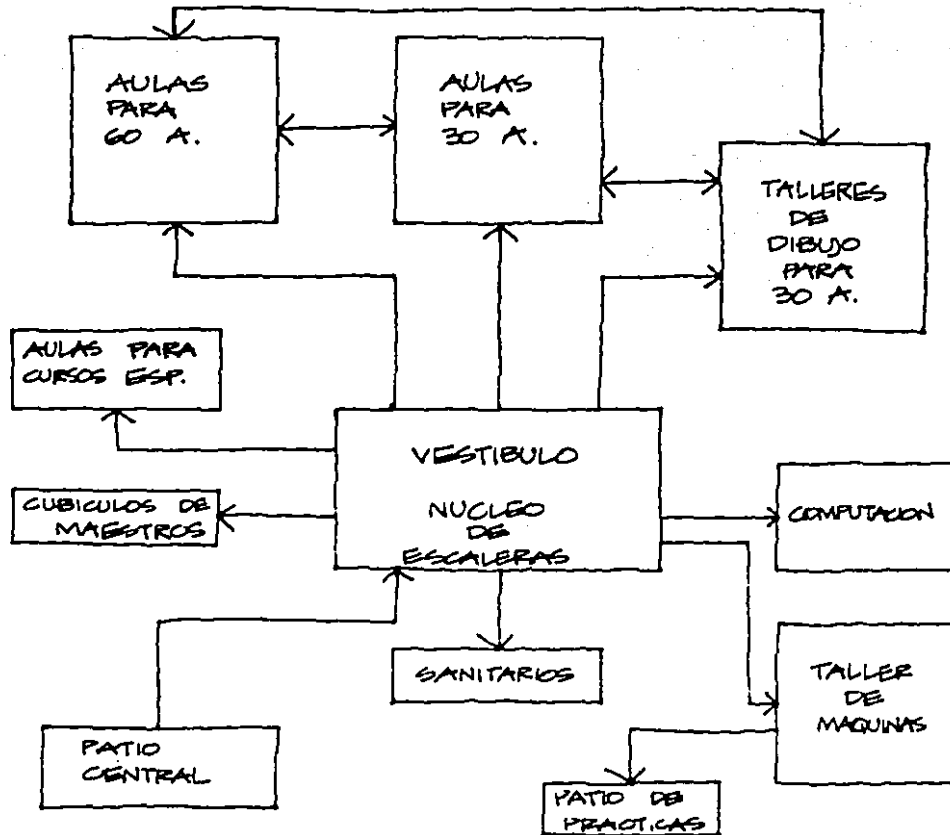 AULAS
PARA
60 A.
AULAS
PARA
30 A.
TALLERES
DE
DIBUJO
PARA
30 A.
AULAS PARA
CURSOS ESP.
VESTIBULO
NUCLEO
DE
ESCALERAS
CUBICULOS DE
MAESTROS
COMPUTACION
SANITARIOS
TALLER
DE
MAQUINAS
PATIO
CENTRAL
PATIO DE
PRACTICAS